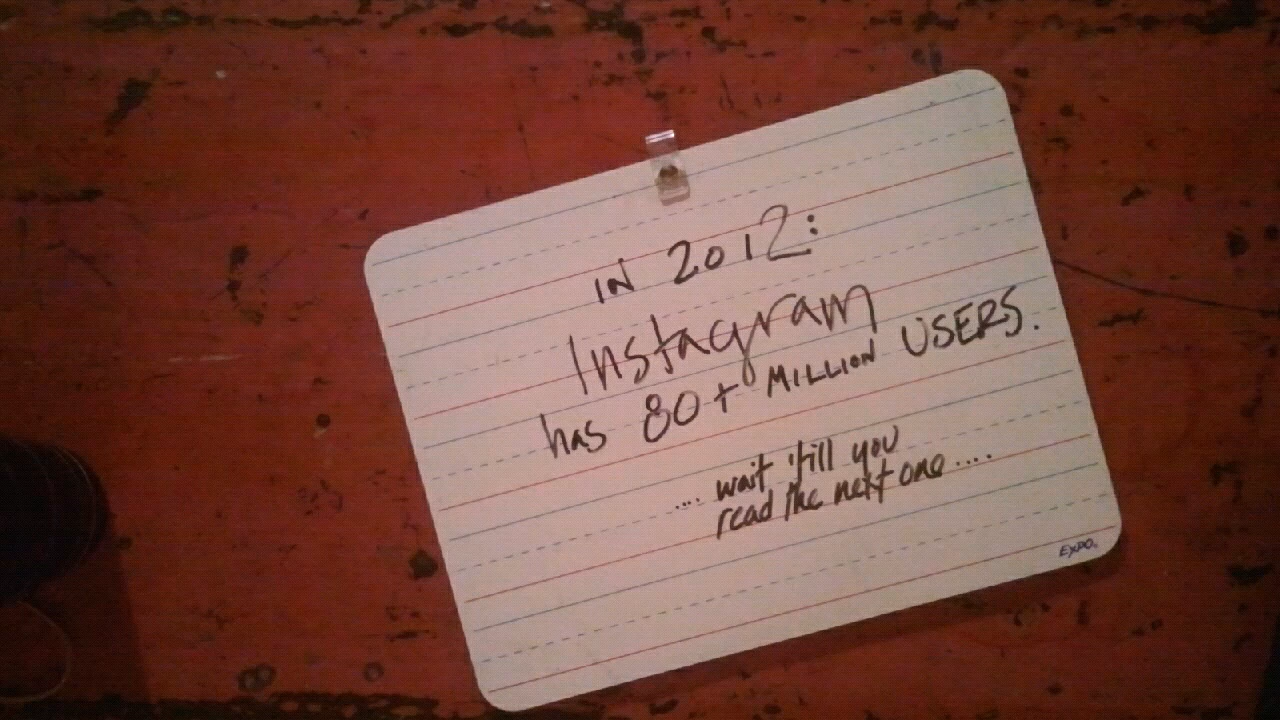 IN 2012:
Instagram
has 80+ MILLION USERS.
.... wait 'till you
read the next one ....
EXPO.